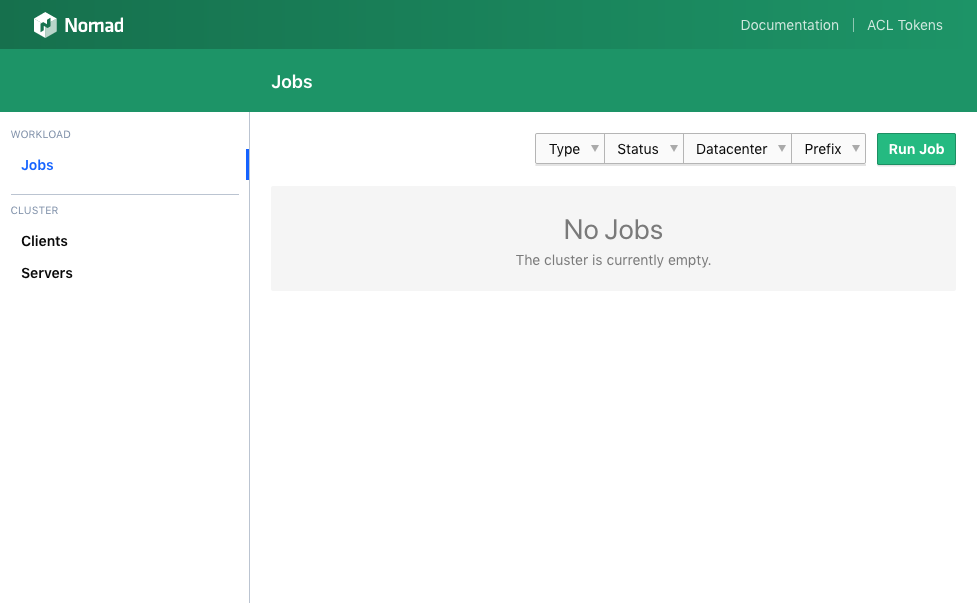 Nomad
Documentation
ACL Tokens
Jobs
WORKLOAD
Jobs
CLUSTER
Clients
Servers
Type Status Datacenter Prefix Run Job
No Jobs
The cluster is currently empty.